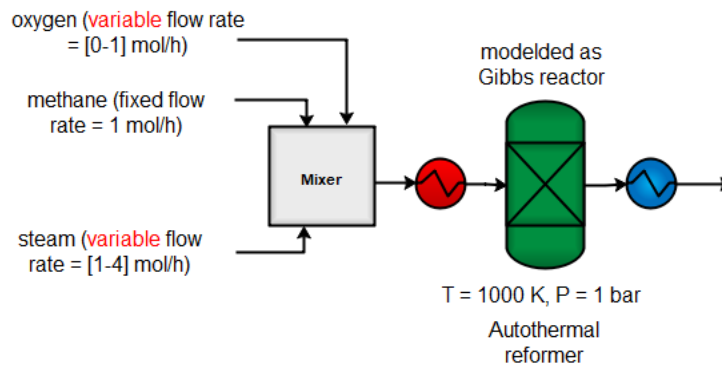 oxygen (variable flow rate
= [0-1] mol/h)
modelded as
Gibbs reactor
methane (fixed flow
rate = 1 mol/h)
Mixer
steam (variable flow
rate = [1-4] mol/h)
T = 1000 K, P = 1 bar
Autothermal
reformer